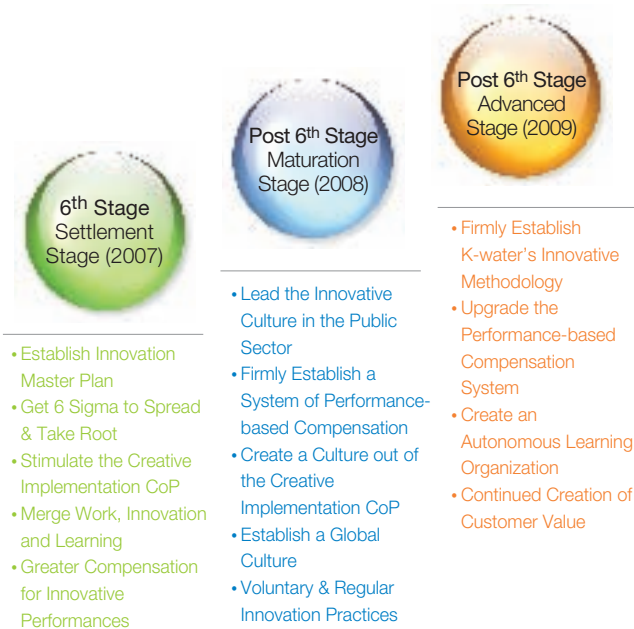 6th Stage
Settlement
Stage (2007)
• Establish Innovation
Master Plan
• Get 6 Sigma to Spread
& Take Root
• Stimulate the Creative
Implementation CoP
• Merge Work, Innovation
and Learning
• Greater Compensation
for Innovative
Performances
Post 6th Stage
Maturation
Stage (2008)
• Lead the Innovative
Culture in the Public
Sector
• Firmly Establish a
System of Performance-
based Compensation
• Create a Culture out of
the Creative
Implementation CoP
• Establish a Global
Culture
• Voluntary & Regular
Innovation Practices
Post 6th Stage
Advanced
Stage (2009)
• Firmly Establish
K-water's Innovative
Methodology
• Upgrade the
Performance-based
Compensation
System
• Create an
Autonomous Learning
Organization
• Continued Creation of
Customer Value